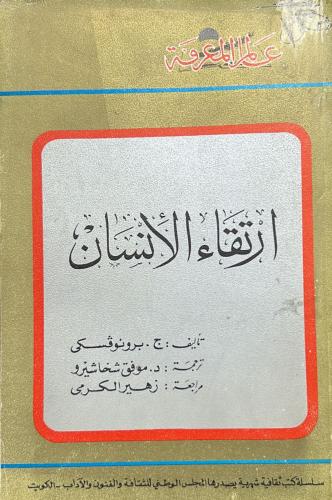 عالم المعرفة
ارتقاء الأنسان
تأليف: ج. برونوفسكي
ترجمة: د. موفق شخاشيرو
مراجعة: زهير الكرمي
سلسلة كتب ثقافية شهرية يصدرها المجلس الوطني للثقافة والفنون والآداب - الكويت